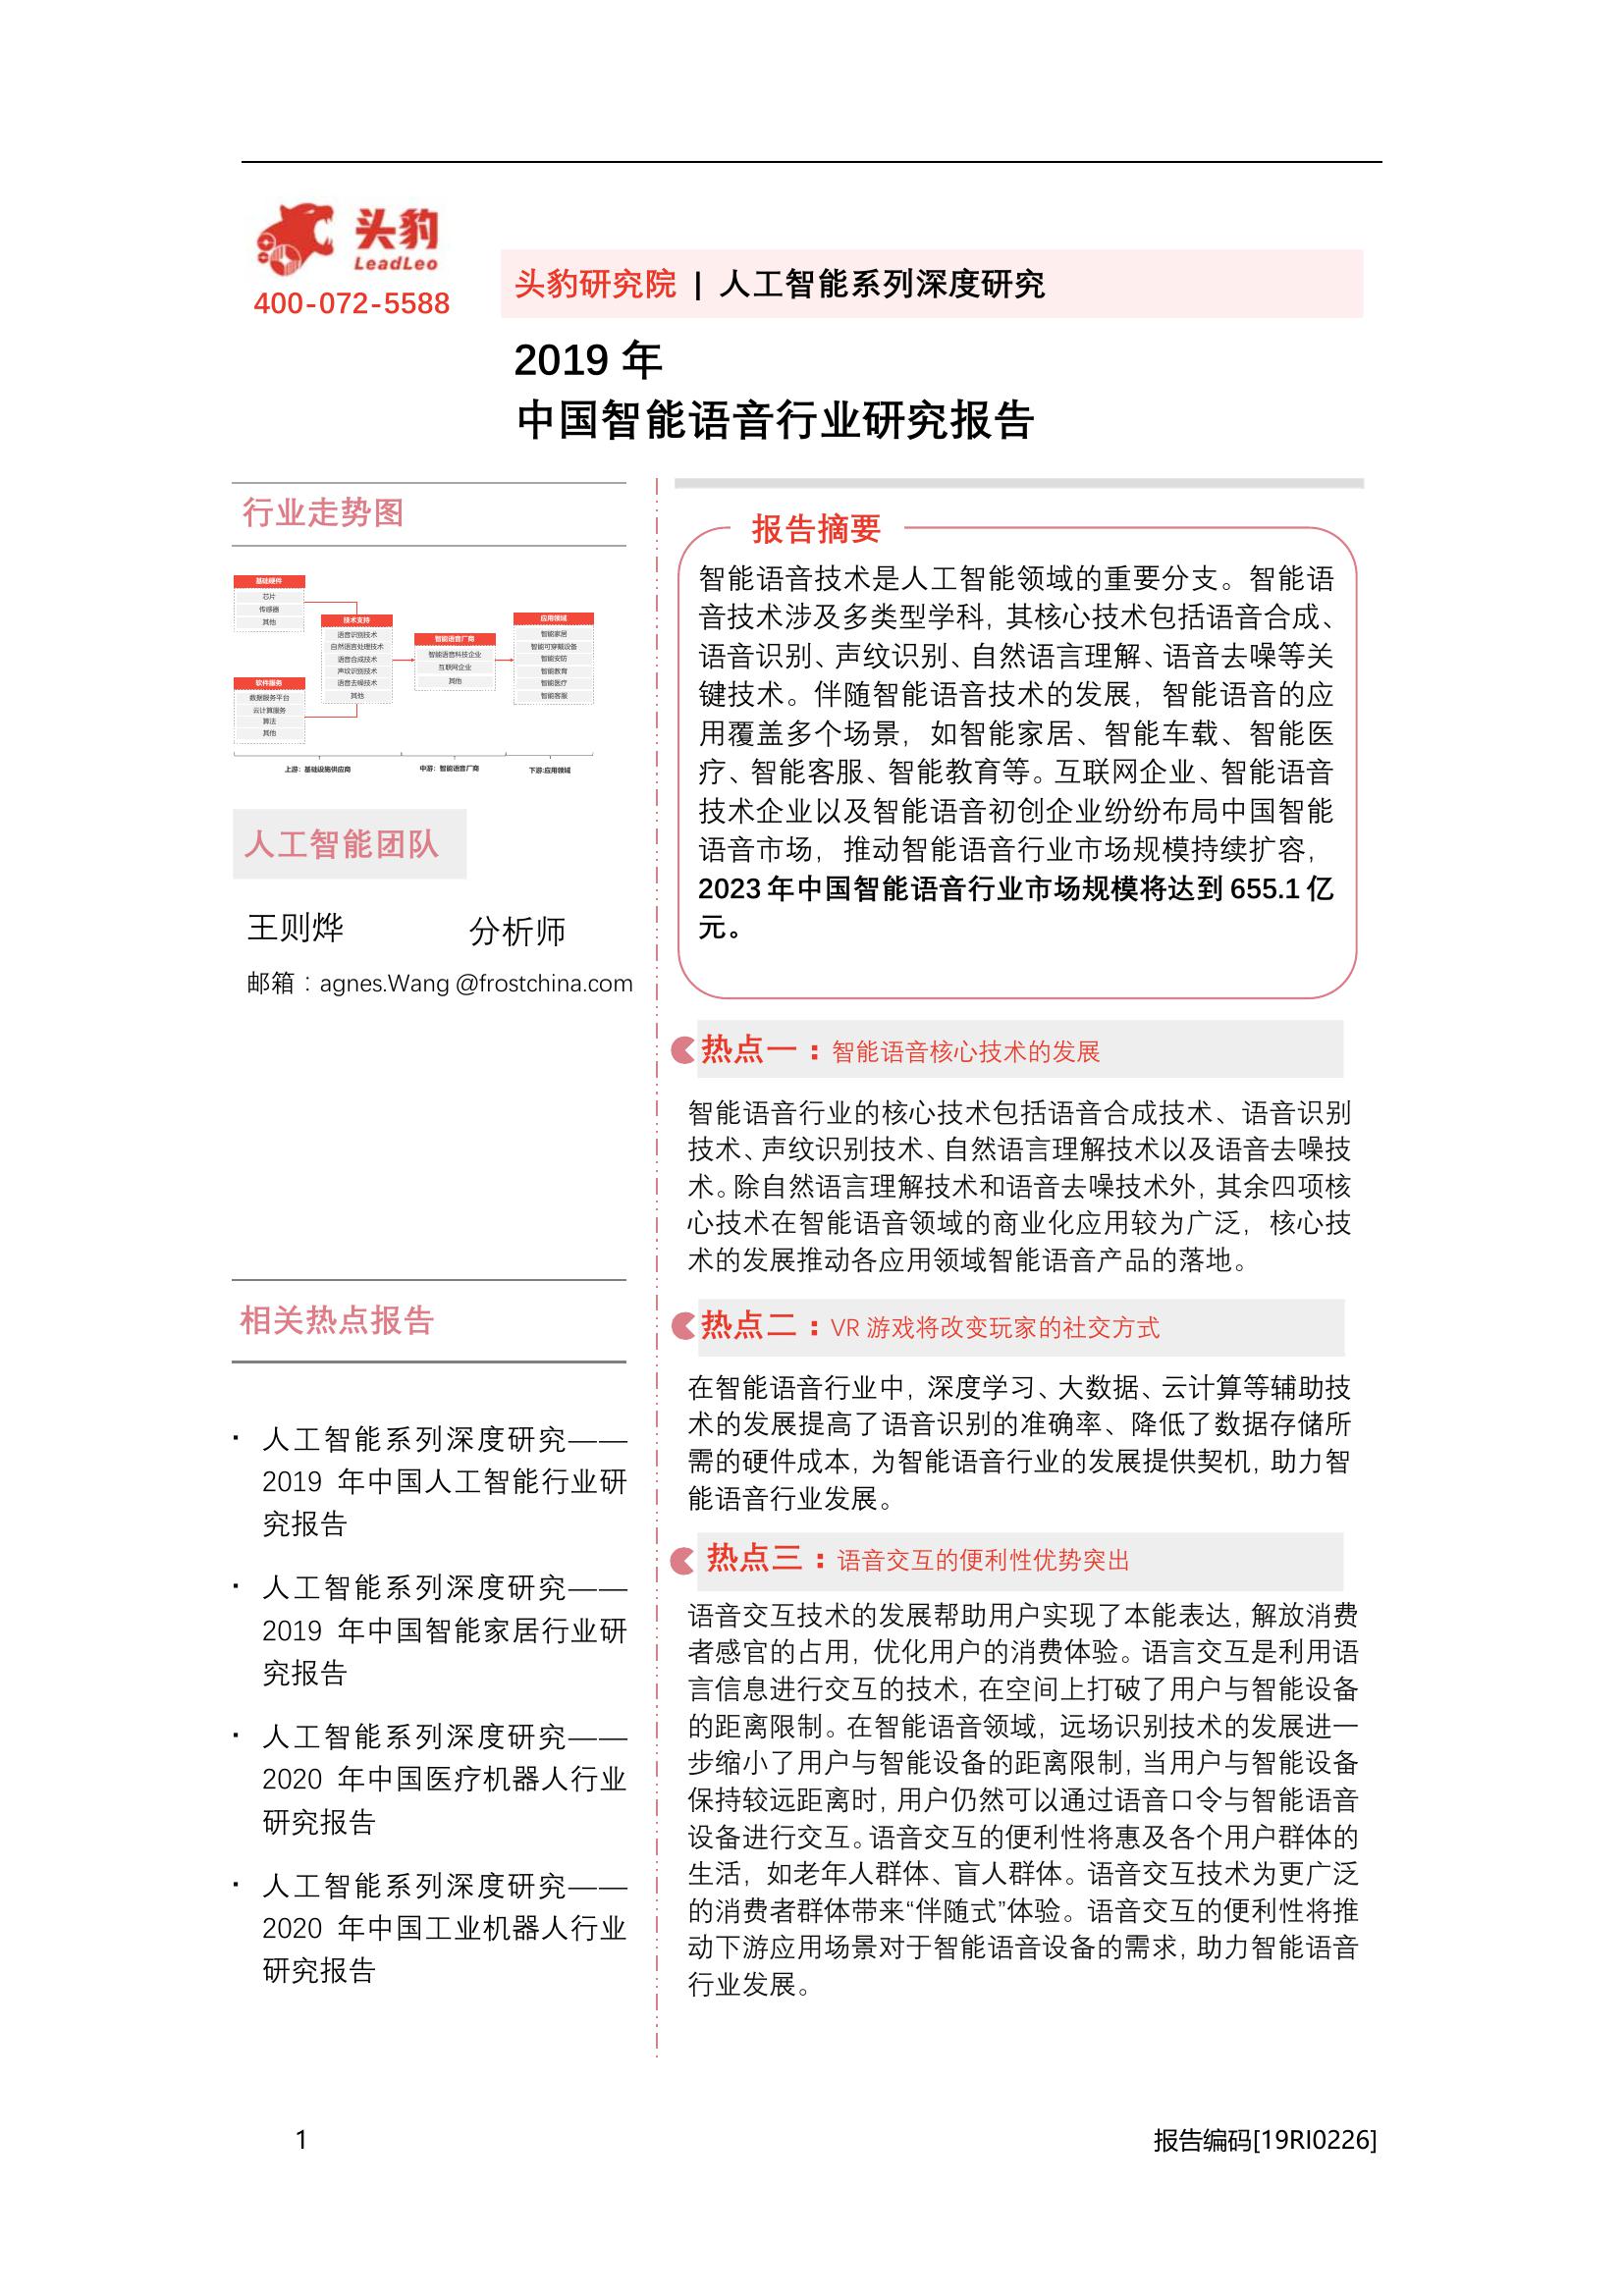 头豹
LeadLeo
400-072-5588
头豹研究院 | 人工智能系列深度研究
2019 年
中国智能语音行业研究报告
行业走势图
基础硬件
芯片
传感器
其他
软件服务
数据服务平台
云计算服务
算法
其他
技术支持
语音识别技术
自然语言处理技术
语音合成技术
声纹识别技术
语音去噪技术
其他
智能语音厂商
智能语音科技企业
互联网企业
其他
应用领域
智能家居
智能可穿戴设备
智能安防
智能教育
智能医疗
智能客服
上游：基础设施供应商
中游：智能语音厂商
下游:应用领域
人工智能团队
王则烨 分析师
邮箱：agnes.Wang @frostchina.com
相关热点报告
· 人工智能系列深度研究——
2019 年中国人工智能行业研
究报告
· 人工智能系列深度研究——
2019 年中国智能家居行业研
究报告
· 人工智能系列深度研究——
2020 年中国医疗机器人行业
研究报告
· 人工智能系列深度研究——
2020 年中国工业机器人行业
研究报告
报告摘要
智能语音技术是人工智能领域的重要分支。智能语
音技术涉及多类型学科，其核心技术包括语音合成、
语音识别、声纹识别、自然语言理解、语音去噪等关
键技术。伴随智能语音技术的发展，智能语音的应
用覆盖多个场景，如智能家居、智能车载、智能医
疗、智能客服、智能教育等。互联网企业、智能语音
技术企业以及智能语音初创企业纷纷布局中国智能
语音市场，推动智能语音行业市场规模持续扩容，
2023 年中国智能语音行业市场规模将达到 655.1 亿
元。
热点一：智能语音核心技术的发展
智能语音行业的核心技术包括语音合成技术、语音识别
技术、声纹识别技术、自然语言理解技术以及语音去噪技
术。除自然语言理解技术和语音去噪技术外，其余四项核
心技术在智能语音领域的商业化应用较为广泛，核心技
术的发展推动各应用领域智能语音产品的落地。
热点二：VR 游戏将改变玩家的社交方式
在智能语音行业中，深度学习、大数据、云计算等辅助技
术的发展提高了语音识别的准确率、降低了数据存储所
需的硬件成本，为智能语音行业的发展提供契机，助力智
能语音行业发展。
热点三：语音交互的便利性优势突出
语音交互技术的发展帮助用户实现了本能表达，解放消费
者感官的占用，优化用户的消费体验。语言交互是利用语
言信息进行交互的技术，在空间上打破了用户与智能设备
的距离限制。在智能语音领域，远场识别技术的发展进一
步缩小了用户与智能设备的距离限制，当用户与智能设备
保持较远距离时，用户仍然可以通过语音口令与智能语音
设备进行交互。语音交互的便利性将惠及各个用户群体的
生活，如老年人群体、盲人群体。语音交互技术为更广泛
的消费者群体带来“伴随式”体验。语音交互的便利性将推
动下游应用场景对于智能语音设备的需求，助力智能语音
行业发展。
1
报告编码[19RI0226]